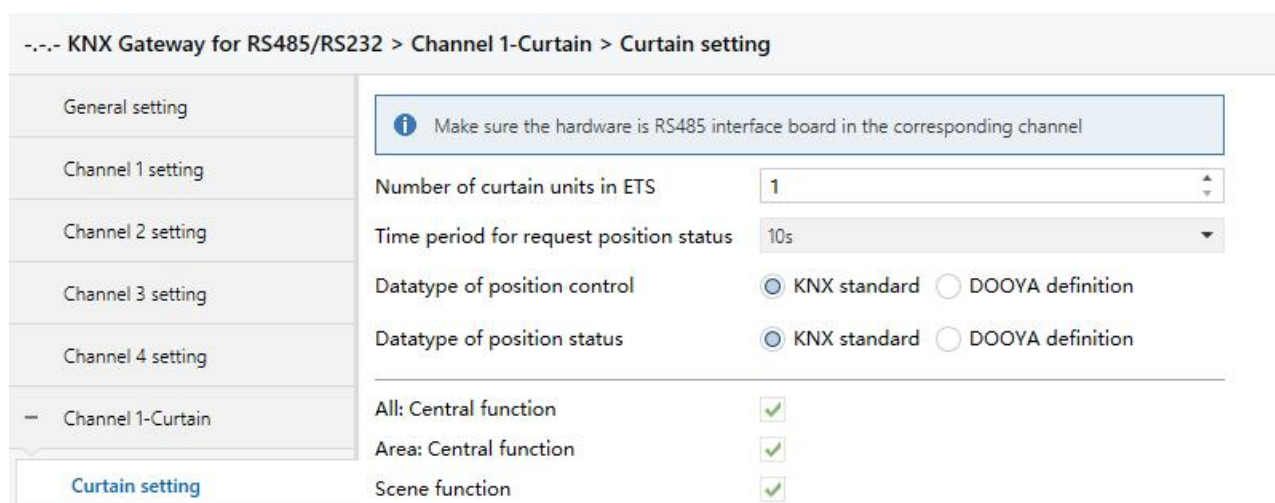 -.-.- KNX Gateway for RS485/RS232 > Channel 1-Curtain > Curtain setting
General setting
Channel 1 setting
Channel 2 setting
Channel 3 setting
Channel 4 setting
– Channel 1-Curtain
Curtain setting
Make sure the hardware is RS485 interface board in the corresponding channel
Number of curtain units in ETS 1
Time period for request position status 10s
Datatype of position control KNX standard DOOYA definition
Datatype of position status KNX standard DOOYA definition
All: Central function
Area: Central function
Scene function